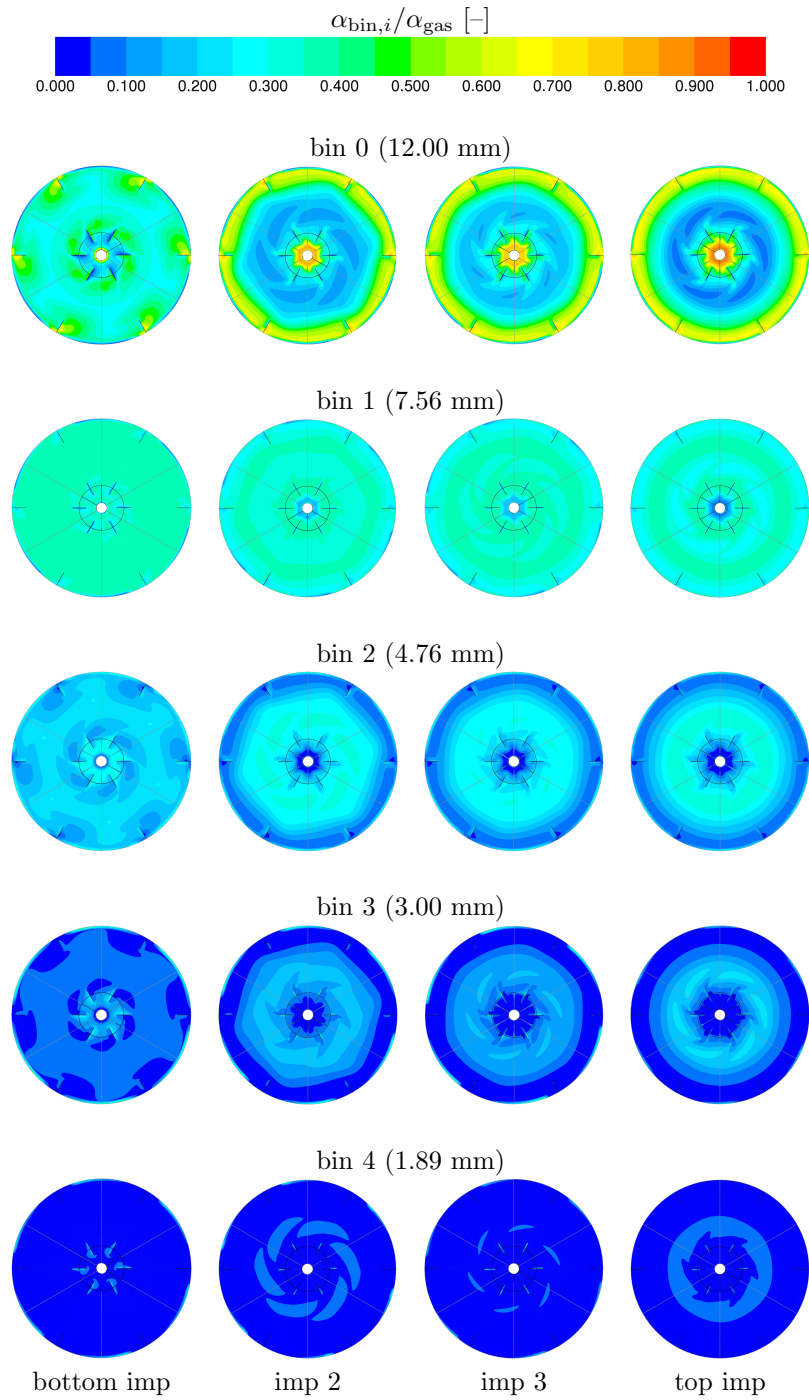 α_bin,i/α_gas [–]
0.000 0.100 0.200 0.300 0.400 0.500 0.600 0.700 0.800 0.900 1.000
bin 0 (12.00 mm)
bin 1 (7.56 mm)
bin 2 (4.76 mm)
bin 3 (3.00 mm)
bin 4 (1.89 mm)
bottom imp imp 2 imp 3 top imp